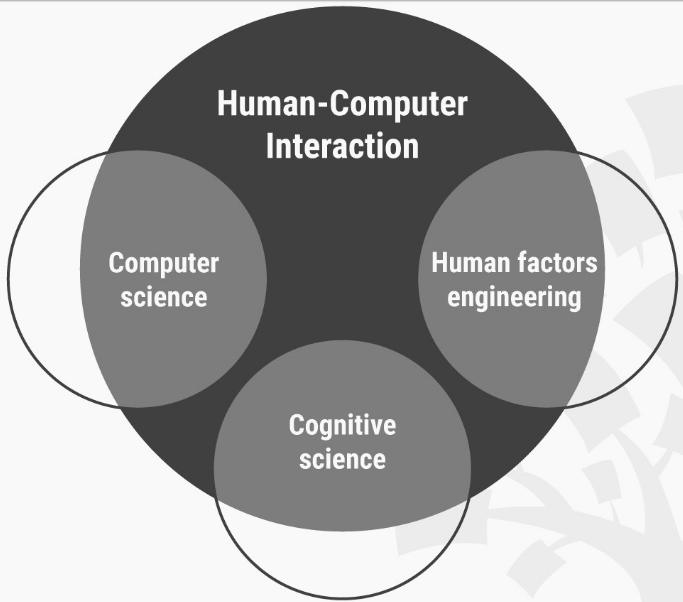 Human-Computer
Interaction
Computer
science
Human factors
engineering
Cognitive
science